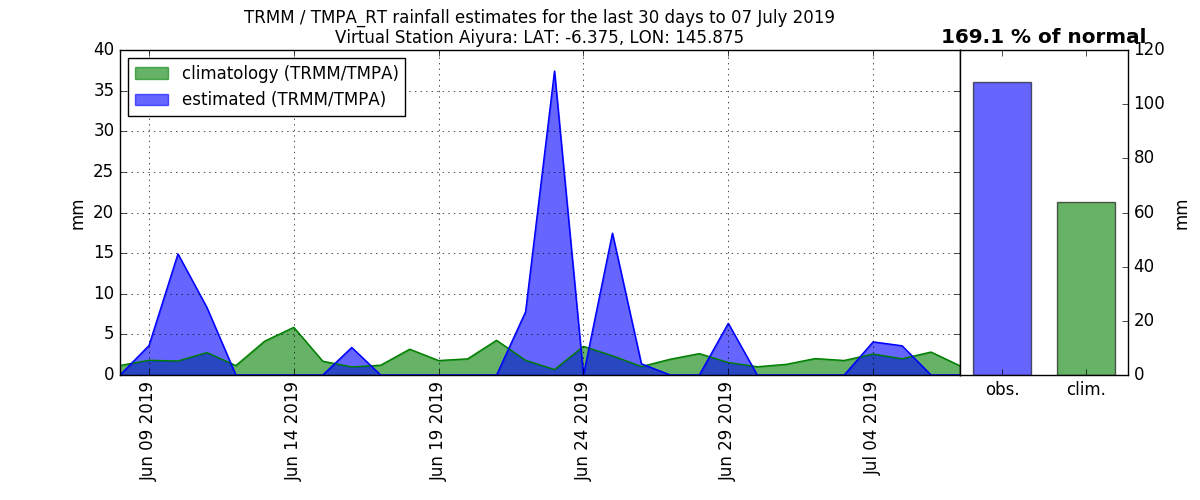 TRMM / TMPA_RT rainfall estimates for the last 30 days to 07 July 2019
Virtual Station Aiyura: LAT: -6.375, LON: 145.875
169.1 % of normal
climatology (TRMM/TMPA)
estimated (TRMM/TMPA)
40
35
30
25
20
15
10
5
0
mm
Jun 09 2019
Jun 14 2019
Jun 19 2019
Jun 24 2019
Jun 29 2019
Jul 04 2019
120
100
80
60
40
20
0
mm
obs.
clim.